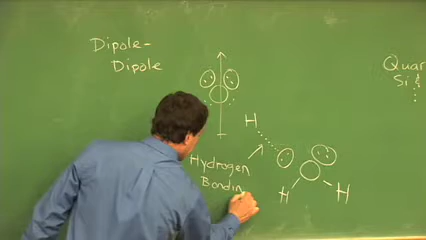 Dipole-
Dipole
Quar
Si
H
Hydrogen
Bondin
H
H